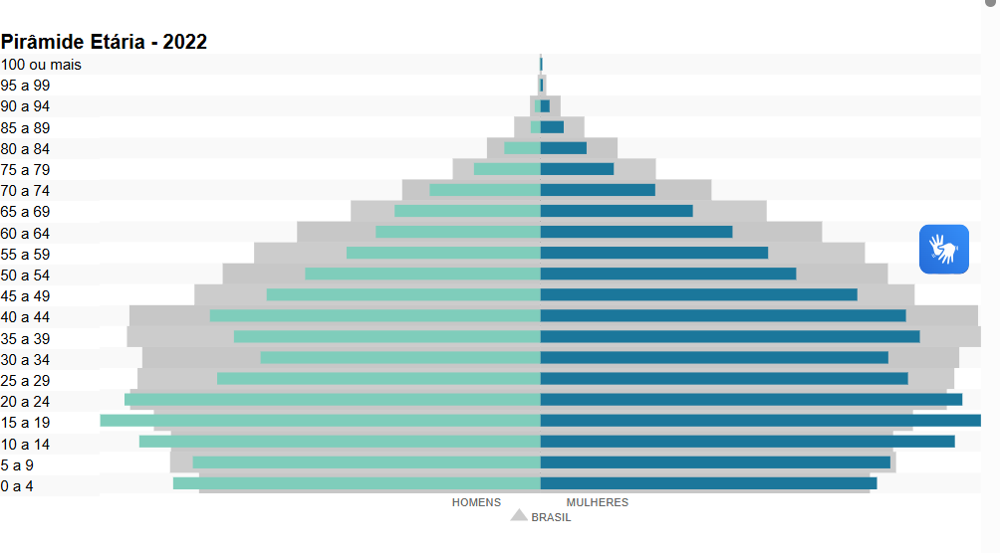 Pirâmide Etária - 2022
100 ou mais
95 a 99
90 a 94
85 a 89
80 a 84
75 a 79
70 a 74
65 a 69
60 a 64
55 a 59
50 a 54
45 a 49
40 a 44
35 a 39
30 a 34
25 a 29
20 a 24
15 a 19
10 a 14
5 a 9
0 a 4
HOMENS MULHERES
BRASIL